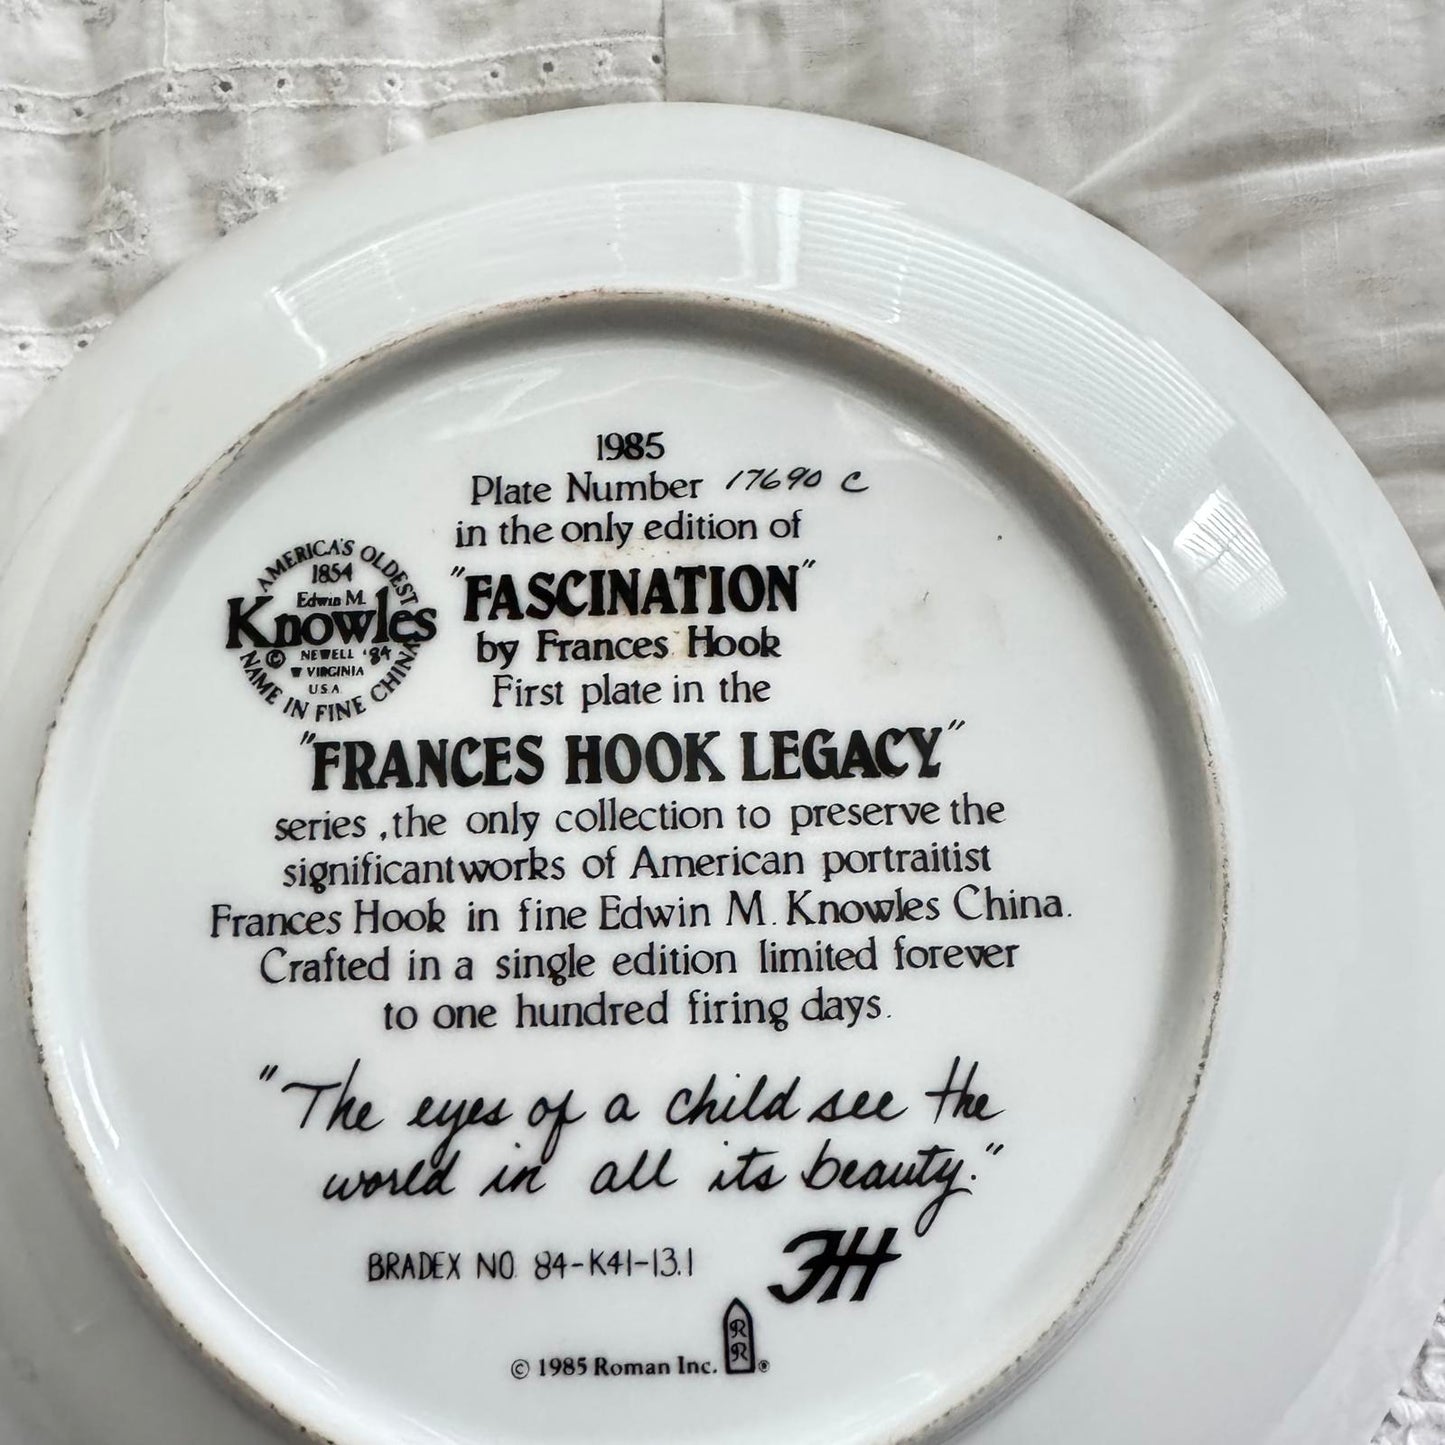 1985
Plate Number 17690 C
in the only edition of
"FASCINATION"
by Frances Hook
First plate in the
"FRANCES HOOK LEGACY"
series, the only collection to preserve the
significant works of American portraitist
Frances Hook in fine Edwin M. Knowles China.
Crafted in a single edition limited forever
to one hundred firing days.
"The eyes of a child see the
world in all its beauty."
FH
BRADEX NO. 84-K41-13.1
© 1985 Roman Inc. RR ®
AMERICA'S OLDEST
1854
Edwin M.
Knowles
© NEWELL '84
W VIRGINIA
USA
NAME IN FINE CHINA